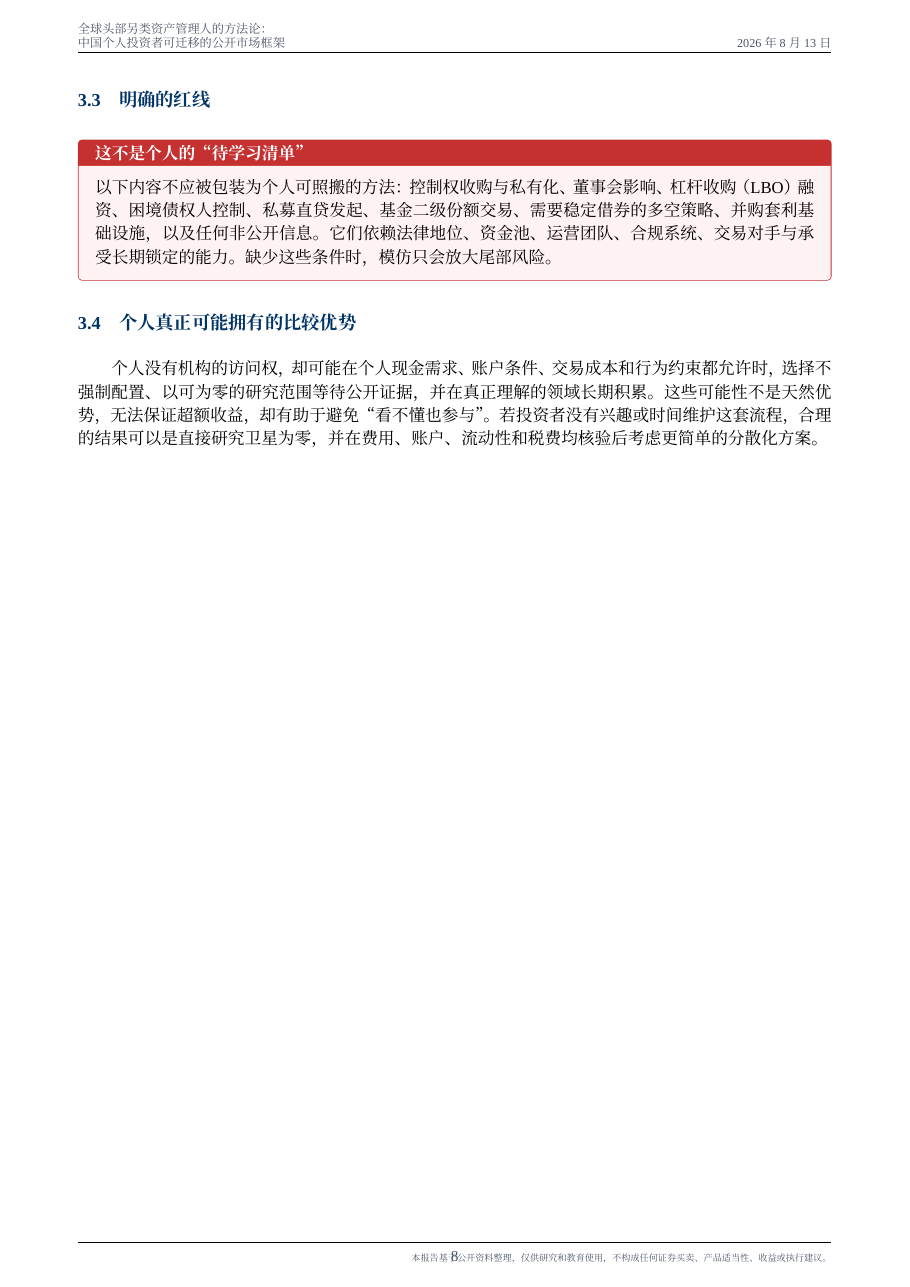 全球头部另类资产管理人的方法论：
中国个人投资者可迁移的公开市场框架
2026 年 8 月 13 日
3.3 明确的红线
这不是个人的“待学习清单”
以下内容不应被包装为个人可照搬的方法：控制权收购与私有化、董事会影响、杠杆收购（LBO）融
资、困境债权人控制、私募直贷发起、基金二级份额交易、需要稳定借券的多空策略、并购套利基
础设施，以及任何非公开信息。它们依赖法律地位、资金池、运营团队、合规系统、交易对手与承
受长期锁定的能力。缺少这些条件时，模仿只会放大尾部风险。
3.4 个人真正可能拥有的比较优势
个人没有机构的访问权，却可能在个人现金需求、账户条件、交易成本和行为约束都允许时，选择不
强制配置、以可为零的研究范围等待公开证据，并在真正理解的领域长期积累。这些可能性不是天然优
势，无法保证超额收益，却有助于避免“看不懂也参与”。若投资者没有兴趣或时间维护这套流程，合理
的结果可以是直接研究卫星为零，并在费用、账户、流动性和税费均核验后考虑更简单的分散化方案。
8
本报告基于公开资料整理，仅供研究和教育使用，不构成任何证券买卖、产品适当性、收益或执行建议。